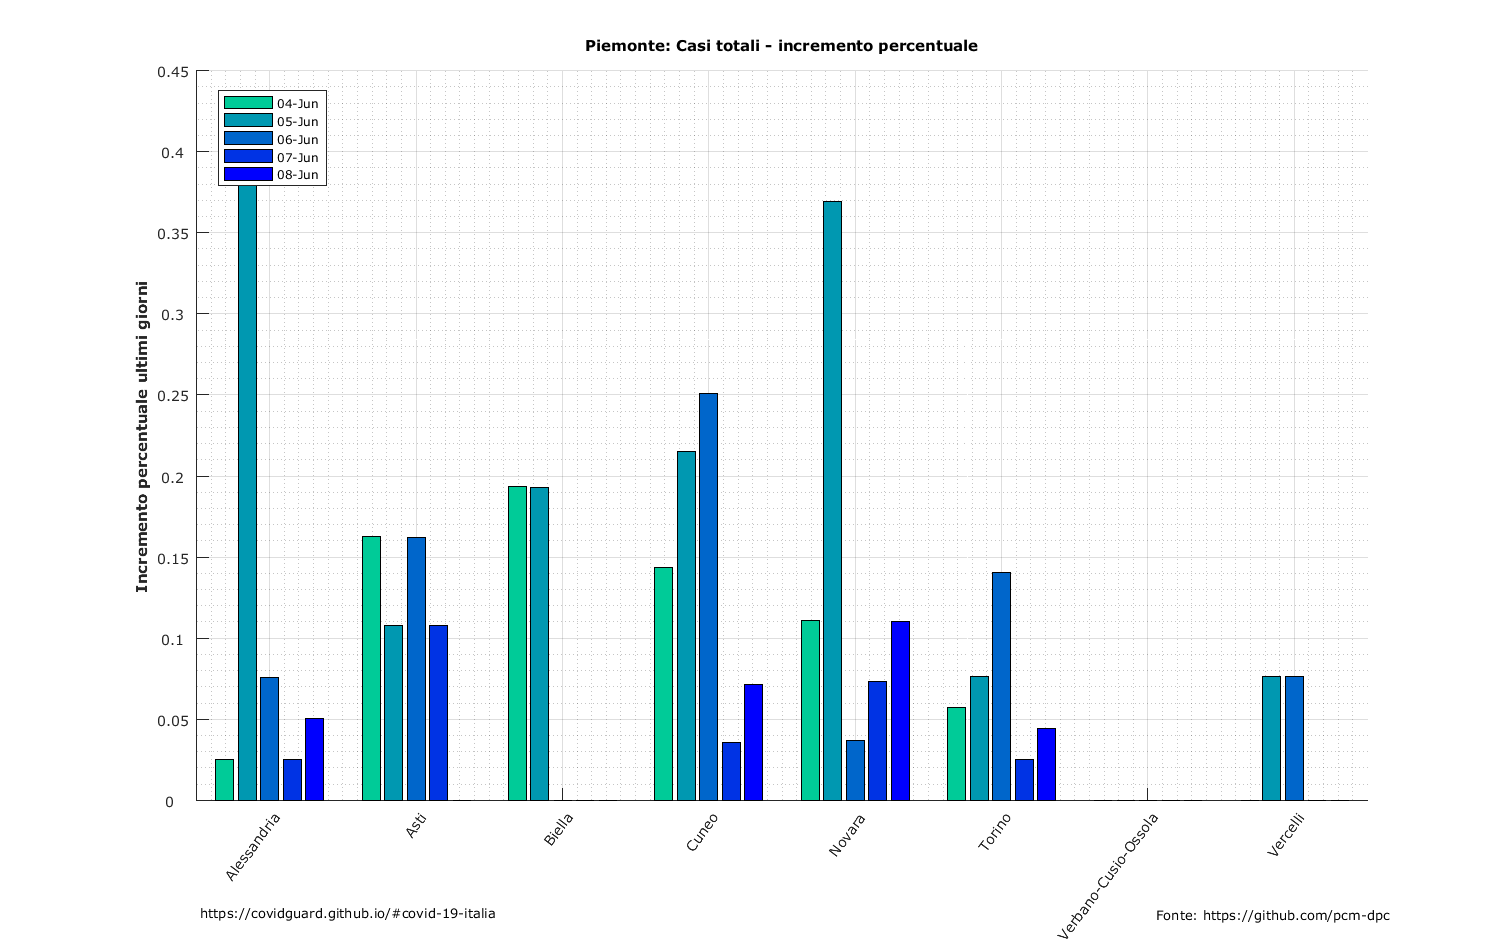 Piemonte: Casi totali - incremento percentuale
0.45
0.4
0.35
0.3
0.25
0.2
0.15
0.1
0.05
0
Incremento percentuale ultimi giorni
04-Jun
05-Jun
06-Jun
07-Jun
08-Jun
Alessandria
Asti
Biella
Cuneo
Novara
Torino
Verbano-Cusio-Ossola
Vercelli
https://covidguard.github.io/#covid-19-italia
Fonte: https://github.com/pcm-dpc